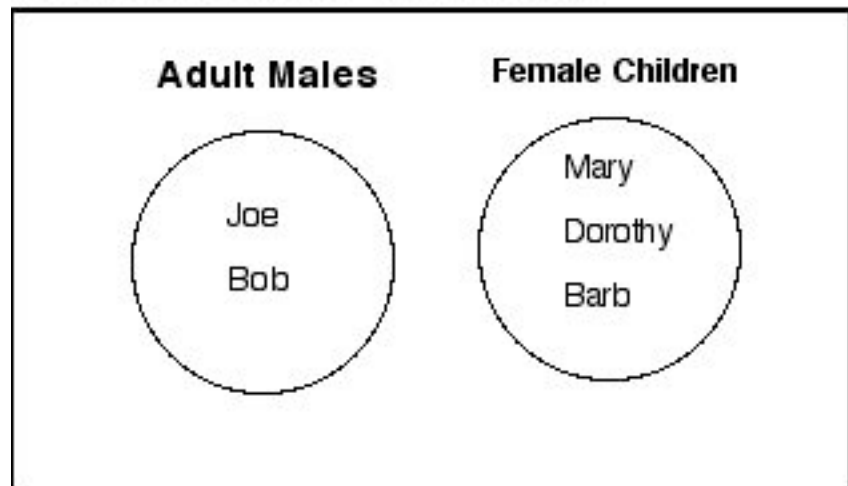 Adult Males
Female Children
Joe
Bob
Mary
Dorothy
Barb